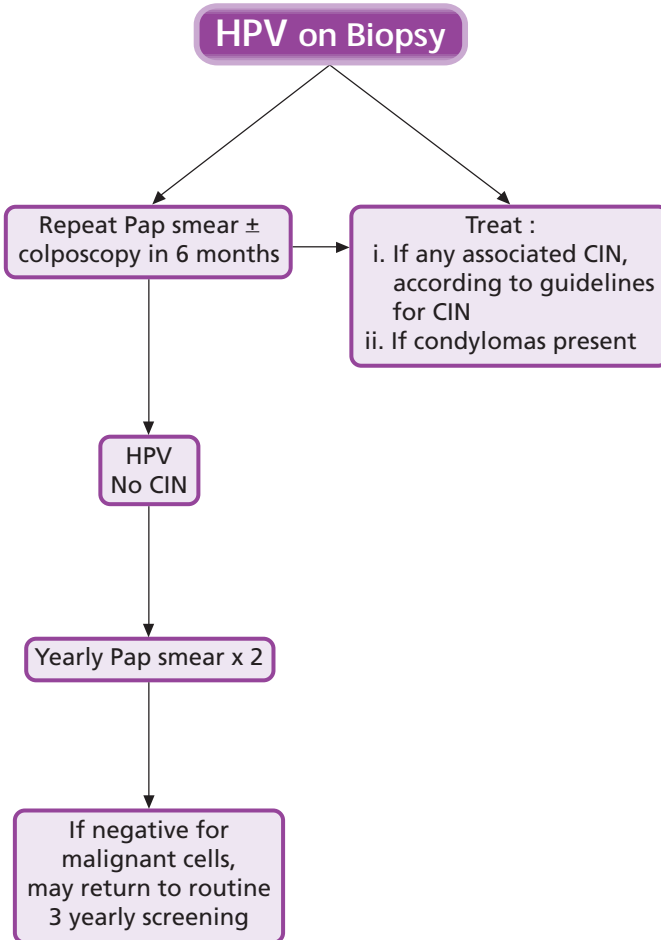 HPV on Biopsy
Repeat Pap smear ±
colposcopy in 6 months
Treat :
i. If any associated CIN,
according to guidelines
for CIN
ii. If condylomas present
HPV
No CIN
Yearly Pap smear x 2
If negative for
malignant cells,
may return to routine
3 yearly screening